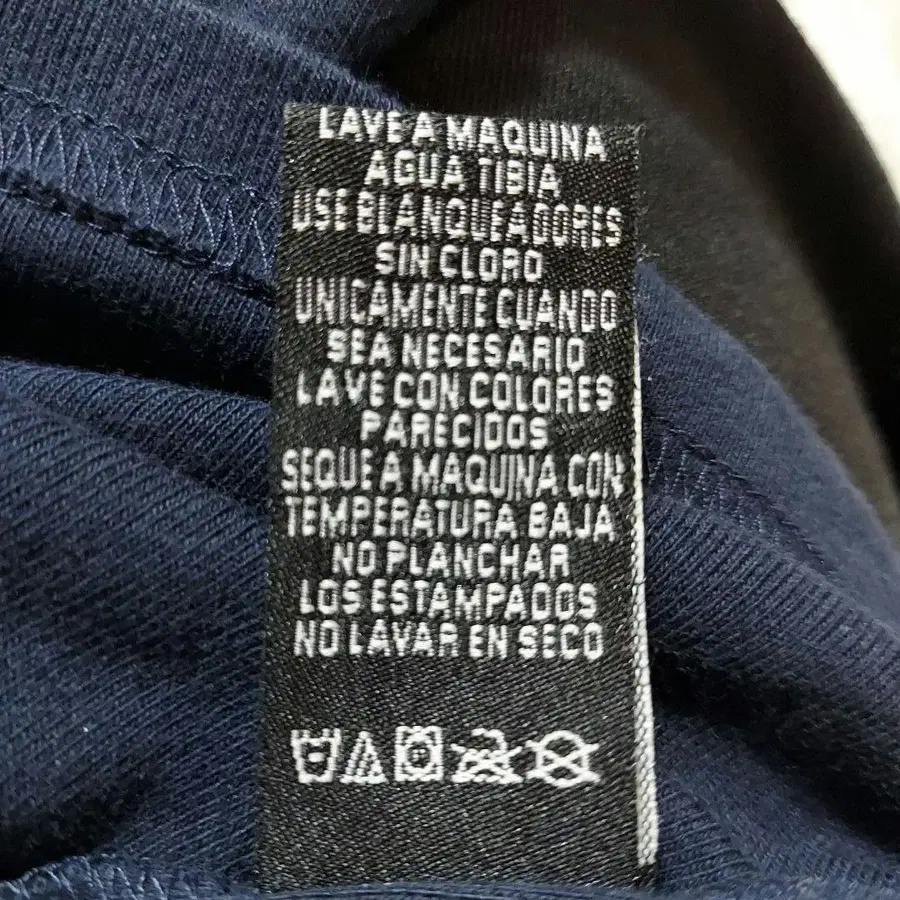 LAVE A MAQUINA
AGUA TIBIA
USE BLANQUEADORES
SIN CLORO
UNICAMENTE CUANDO
SEA NECESARIO
LAVE CON COLORES
PARECIDOS
SEQUE A MAQUINA CON
TEMPERATURA BAJA
NO PLANCHAR
LOS ESTAMPADOS
NO LAVAR EN SECO